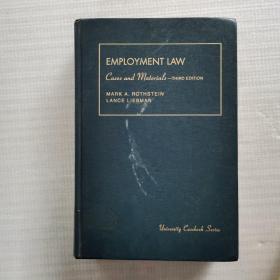 EMPLOYMENT LAW
Cases and Materials—THIRD EDITION
MARK A. ROTHSTEIN
LANCE LIEBMAN
University Casebook Series